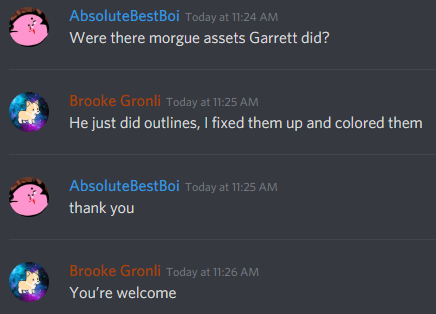 AbsoluteBestBoi Today at 11:24 AM
Were there morgue assets Garrett did?
Brooke Gronli Today at 11:25 AM
He just did outlines, I fixed them up and colored them
AbsoluteBestBoi Today at 11:25 AM
thank you
Brooke Gronli Today at 11:26 AM
You're welcome